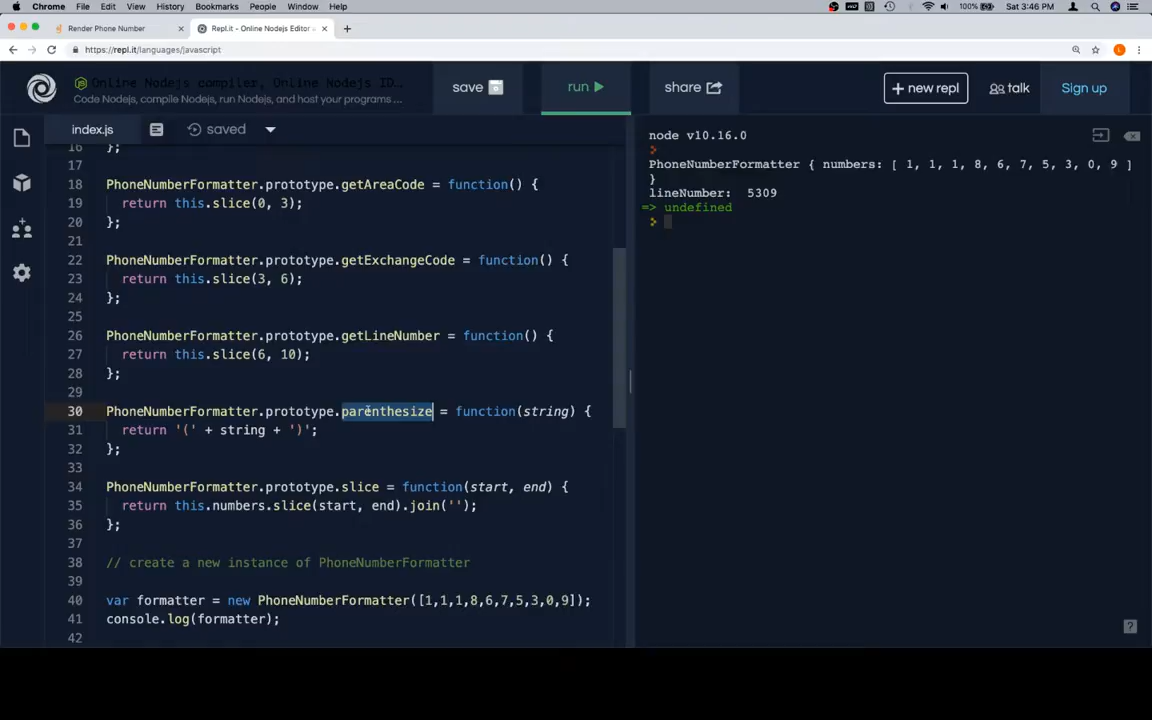 Chrome File Edit View History Bookmarks People Window Help 100% Sat 3:46 PM
Render Phone Number
Repl.it - Online Nodejs Editor
https://repl.it/languages/javascript
Online Nodejs compiler, Online Nodejs ID...
Code Nodejs, compile Nodejs, run Nodejs, and host your programs ...
save
run
share
+ new repl
talk
Sign up
index.js
saved
16 };
17
18 PhoneNumberFormatter.prototype.getAreaCode = function() {
19 return this.slice(0, 3);
20 };
21
22 PhoneNumberFormatter.prototype.getExchangeCode = function() {
23 return this.slice(3, 6);
24 };
25
26 PhoneNumberFormatter.prototype.getLineNumber = function() {
27 return this.slice(6, 10);
28 };
29
30 PhoneNumberFormatter.prototype.parenthesize = function(string) {
31 return '(' + string + ')';
32 };
33
34 PhoneNumberFormatter.prototype.slice = function(start, end) {
35 return this.numbers.slice(start, end).join('');
36 };
37
38 // create a new instance of PhoneNumberFormatter
39
40 var formatter = new PhoneNumberFormatter([1,1,1,8,6,7,5,3,0,9]);
41 console.log(formatter);
42
node v10.16.0
PhoneNumberFormatter { numbers: [ 1, 1, 1, 8, 6, 7, 5, 3, 0, 9 ]
}
lineNumber: 5309
=> undefined
?